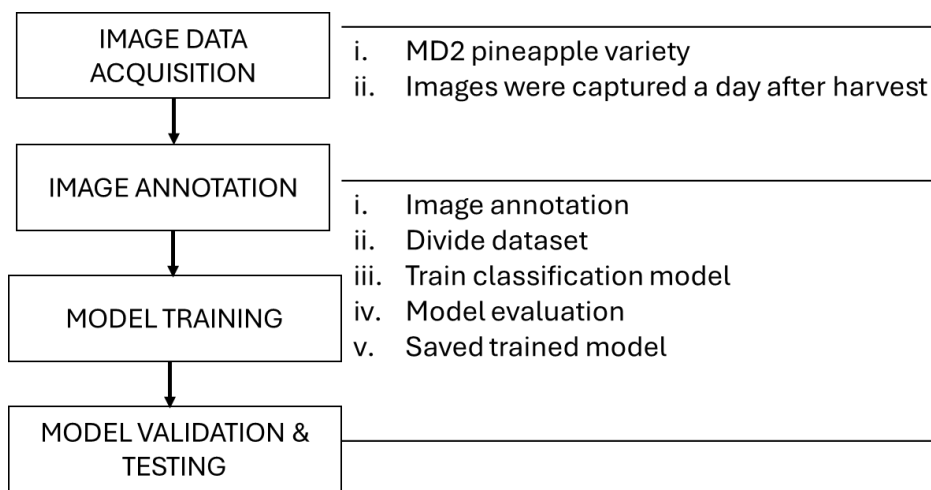 IMAGE DATA
ACQUISITION
i. MD2 pineapple variety
ii. Images were captured a day after harvest
IMAGE ANNOTATION
i. Image annotation
ii. Divide dataset
iii. Train classification model
iv. Model evaluation
v. Saved trained model
MODEL TRAINING
MODEL VALIDATION &
TESTING